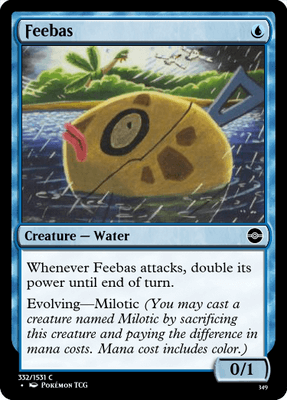 Feebas
Creature — Water
Whenever Feebas attacks, double its
power until end of turn.
Evolving—Milotic (You may cast a
creature named Milotic by sacrificing
this creature and paying the difference in
mana costs. Mana cost includes color.)
0/1
332/1531 C
• Pokémon TCG
149